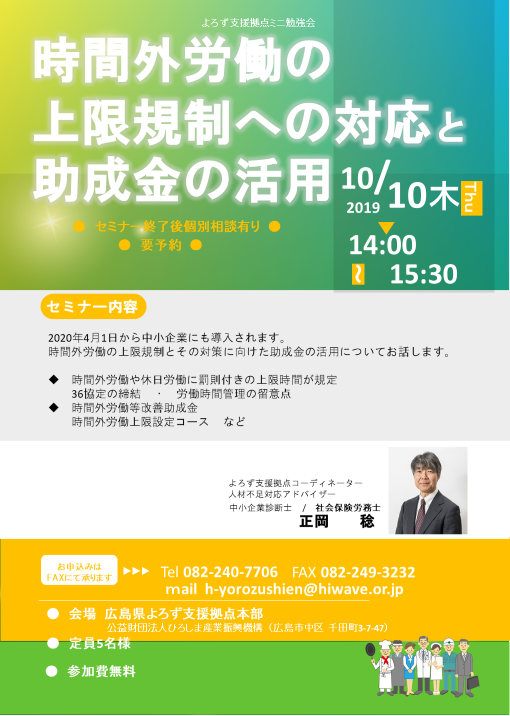 よろず支援拠点ミニ勉強会
時間外労働の
上限規制への対応と
助成金の活用
10/10木 Thu
2019
14:00
～ 15:30
● セミナー終了後個別相談有り ●
● 要予約 ●
セミナー内容
2020年4月1日から中小企業にも導入されます。
時間外労働の上限規制とその対策に向けた助成金の活用についてお話します。
◆ 時間外労働や休日労働に罰則付きの上限時間が規定
36協定の締結 ・ 労働時間管理の留意点
◆ 時間外労働等改善助成金
時間外労働上限設定コース など
よろず支援拠点コーディネーター
人材不足対応アドバイザー
中小企業診断士 / 社会保険労務士
正岡 稔
お申込みは
FAXにて承ります
▶▶▶ Tel 082-240-7706 FAX 082-249-3232
mail h-yorozushien@hiwave.or.jp
● 会場 広島県よろず支援拠点本部
公益財団法人ひろしま産業振興機構（広島市中区 千田町3-7-47）
● 定員5名様
● 参加費無料